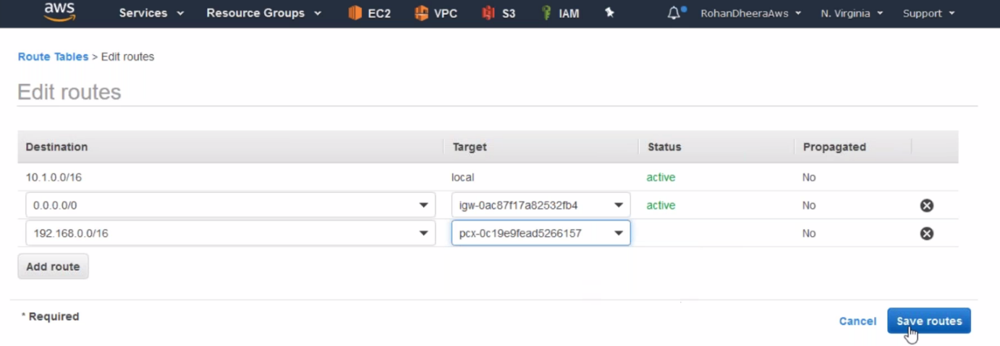 aws Services Resource Groups EC2 VPC S3 IAM RohanDheeraAws N. Virginia Support
Route Tables > Edit routes
Edit routes
Destination Target Status Propagated
10.1.0.0/16 local active No
0.0.0.0/0 igw-0ac87f17a82532fb4 active No
192.168.0.0/16 pcx-0c19e9fead5266157 No
Add route
* Required
Cancel Save routes